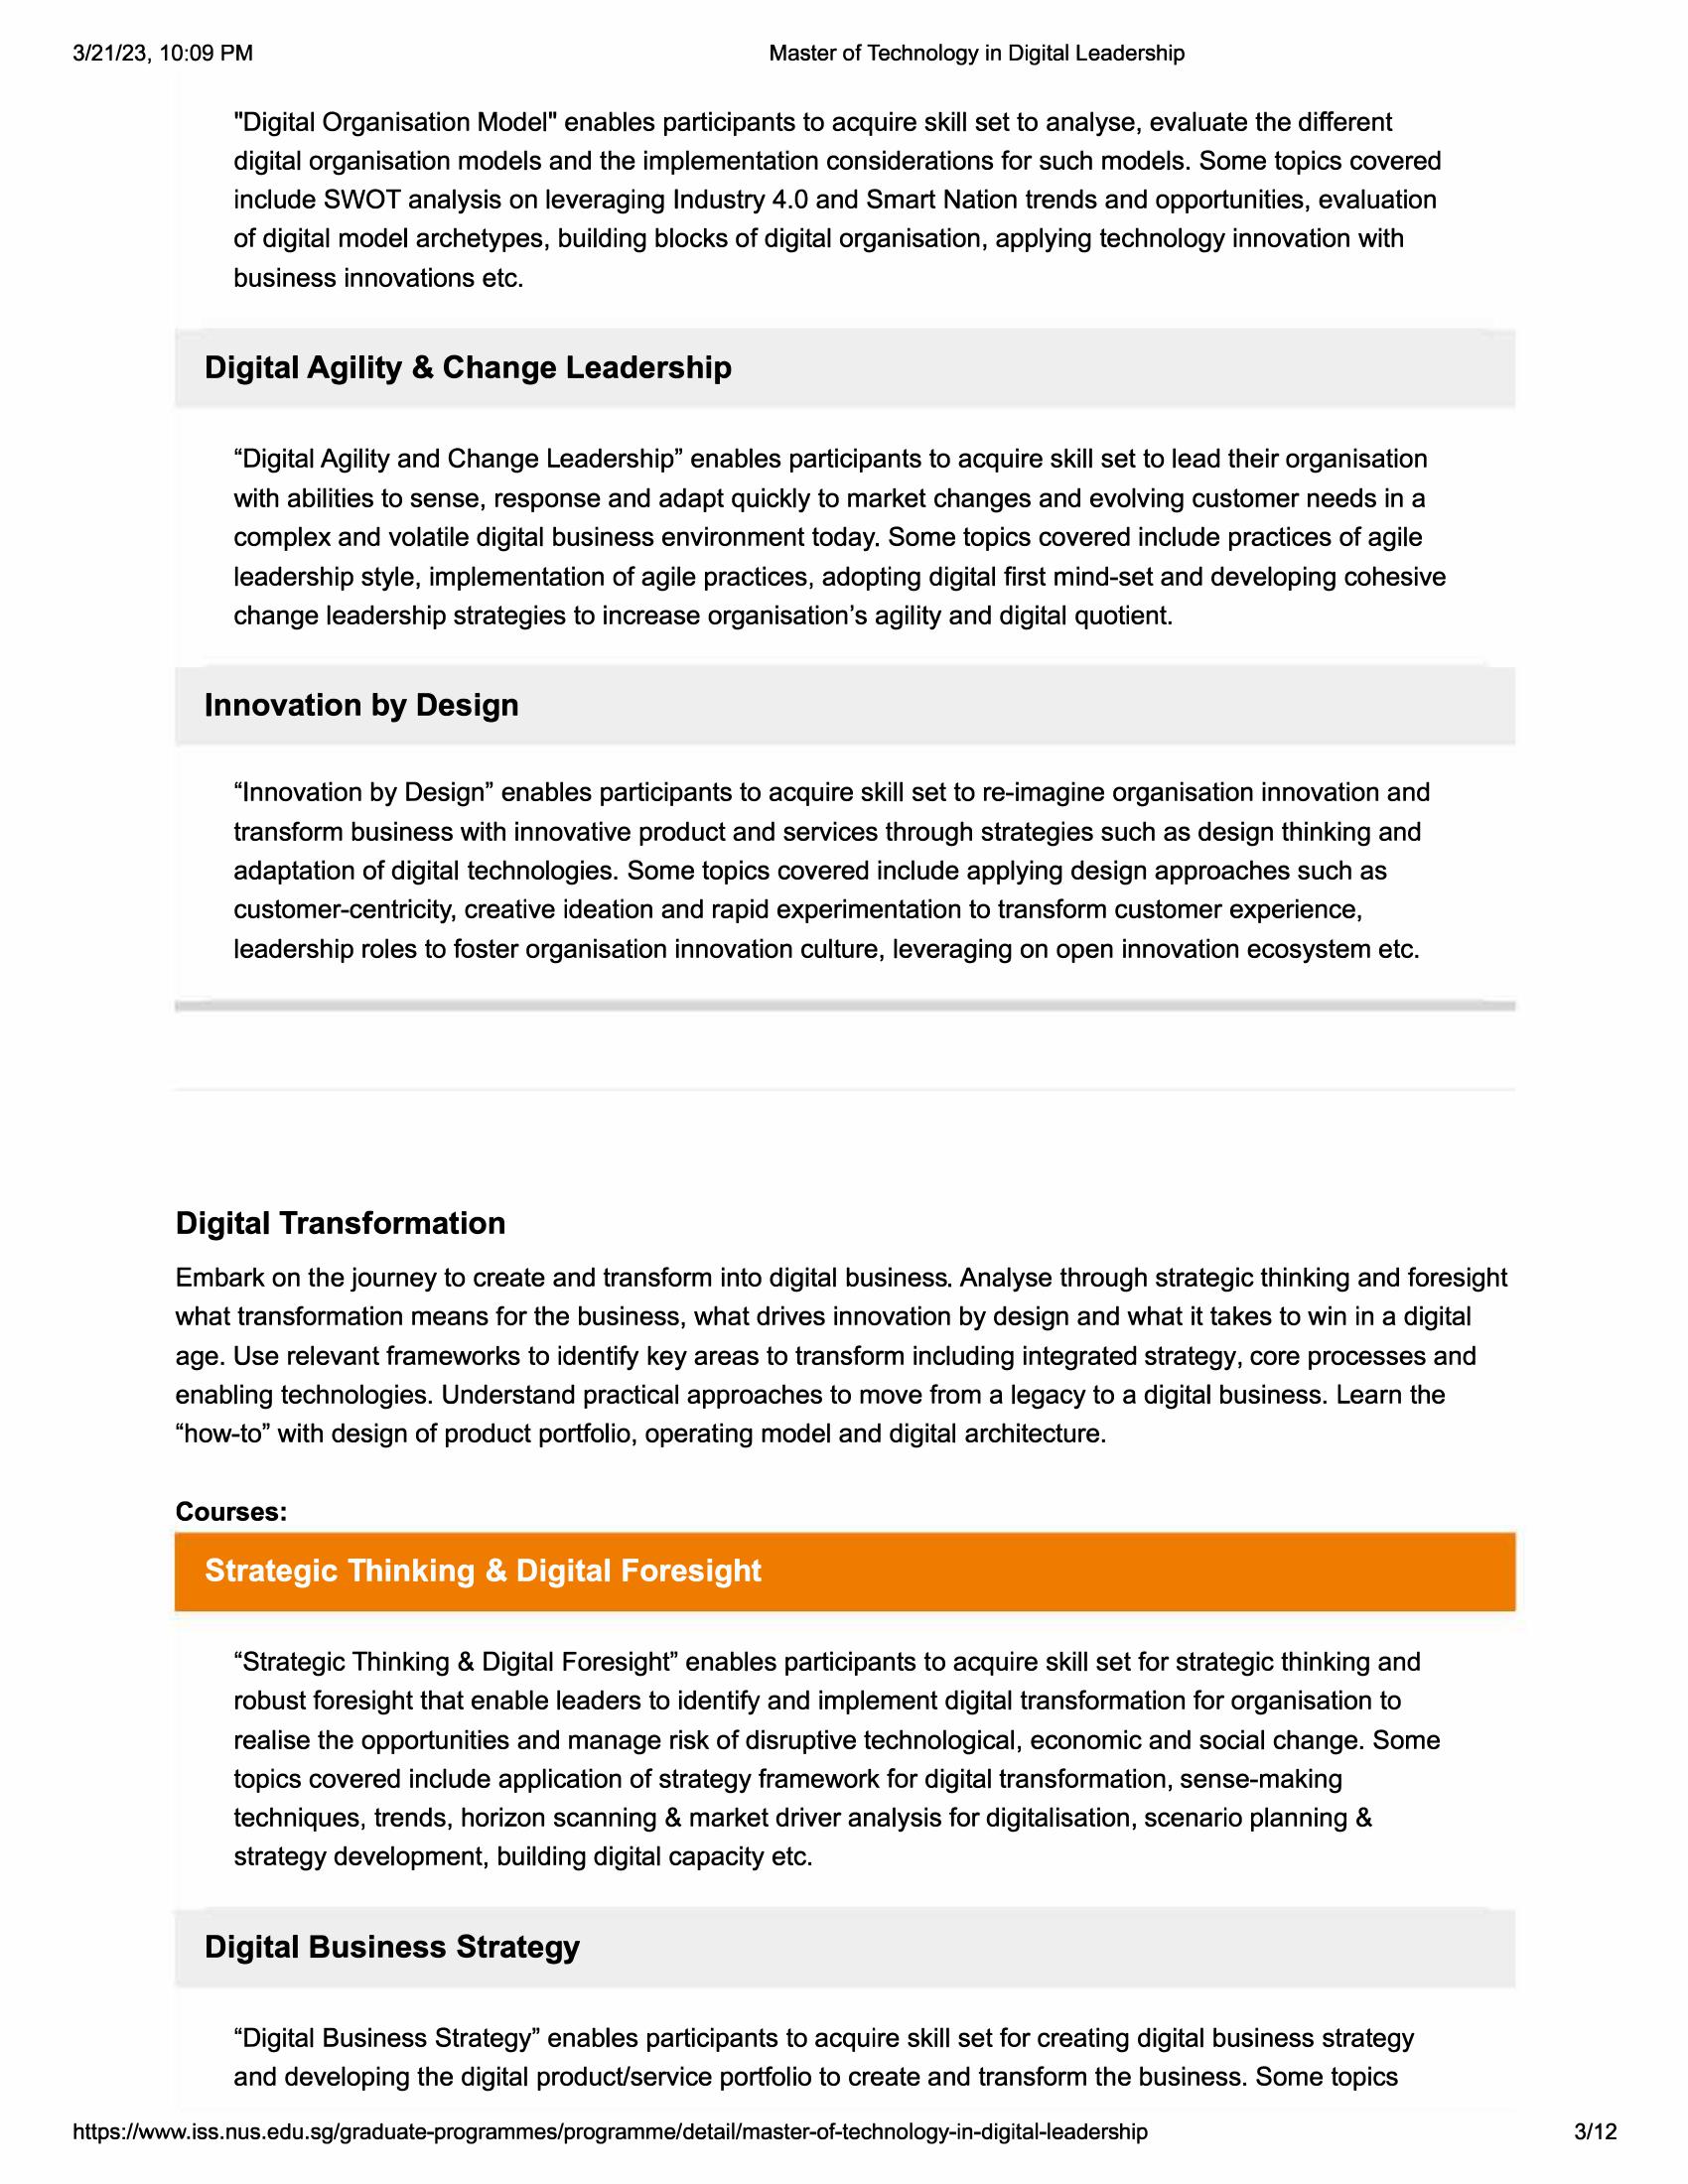 3/21/23, 10:09 PM
Master of Technology in Digital Leadership
"Digital Organisation Model" enables participants to acquire skill set to analyse, evaluate the different
digital organisation models and the implementation considerations for such models. Some topics covered
include SWOT analysis on leveraging Industry 4.0 and Smart Nation trends and opportunities, evaluation
of digital model archetypes, building blocks of digital organisation, applying technology innovation with
business innovations etc.
Digital Agility & Change Leadership
“Digital Agility and Change Leadership” enables participants to acquire skill set to lead their organisation
with abilities to sense, response and adapt quickly to market changes and evolving customer needs in a
complex and volatile digital business environment today. Some topics covered include practices of agile
leadership style, implementation of agile practices, adopting digital first mind-set and developing cohesive
change leadership strategies to increase organisation’s agility and digital quotient.
Innovation by Design
“Innovation by Design” enables participants to acquire skill set to re-imagine organisation innovation and
transform business with innovative product and services through strategies such as design thinking and
adaptation of digital technologies. Some topics covered include applying design approaches such as
customer-centricity, creative ideation and rapid experimentation to transform customer experience,
leadership roles to foster organisation innovation culture, leveraging on open innovation ecosystem etc.
Digital Transformation
Embark on the journey to create and transform into digital business. Analyse through strategic thinking and foresight
what transformation means for the business, what drives innovation by design and what it takes to win in a digital
age. Use relevant frameworks to identify key areas to transform including integrated strategy, core processes and
enabling technologies. Understand practical approaches to move from a legacy to a digital business. Learn the
“how-to” with design of product portfolio, operating model and digital architecture.
Courses:
Strategic Thinking & Digital Foresight
“Strategic Thinking & Digital Foresight” enables participants to acquire skill set for strategic thinking and
robust foresight that enable leaders to identify and implement digital transformation for organisation to
realise the opportunities and manage risk of disruptive technological, economic and social change. Some
topics covered include application of strategy framework for digital transformation, sense-making
techniques, trends, horizon scanning & market driver analysis for digitalisation, scenario planning &
strategy development, building digital capacity etc.
Digital Business Strategy
“Digital Business Strategy” enables participants to acquire skill set for creating digital business strategy
and developing the digital product/service portfolio to create and transform the business. Some topics
https://www.iss.nus.edu.sg/graduate-programmes/programme/detail/master-of-technology-in-digital-leadership
3/12